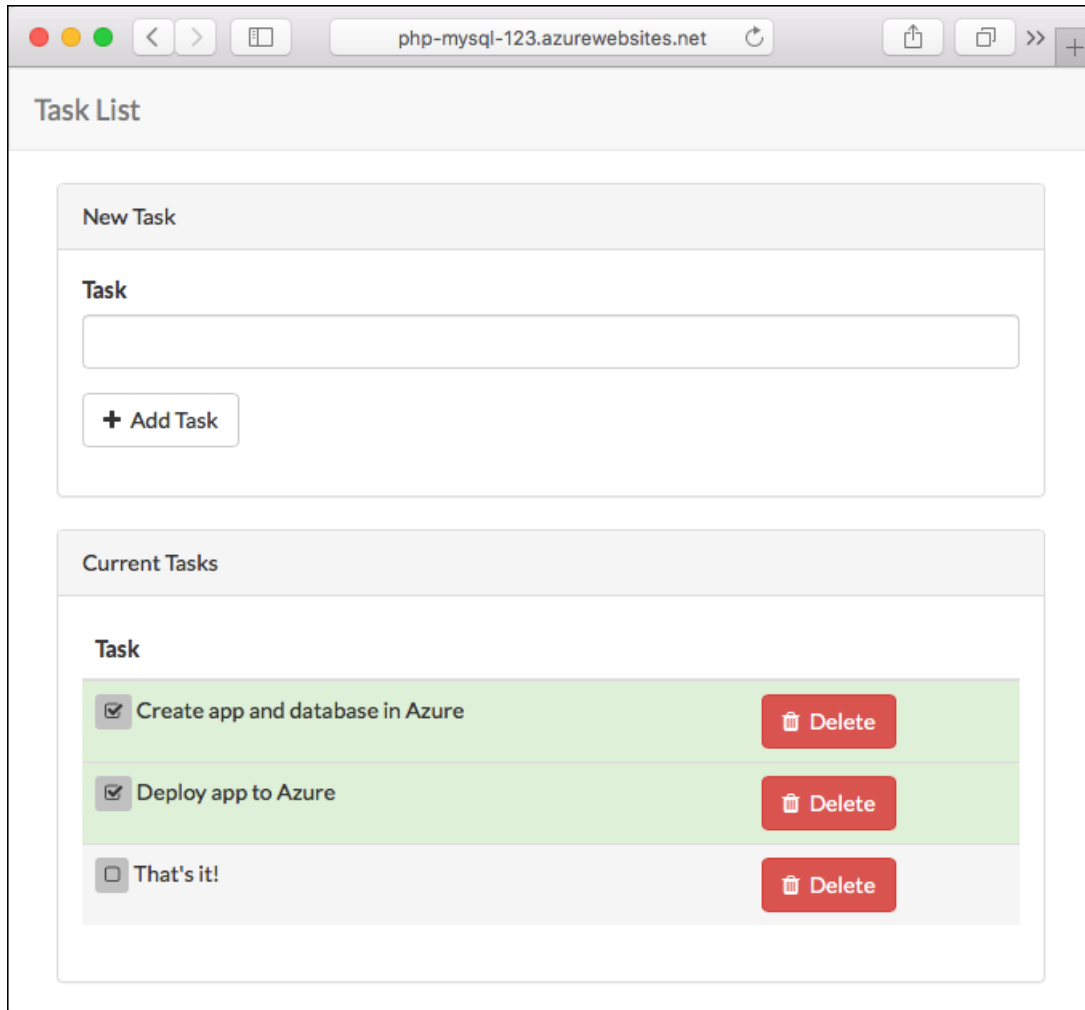 php-mysql-123.azurewebsites.net
Task List
New Task
Task
Add Task
Current Tasks
Task
Create app and database in Azure Delete
Deploy app to Azure Delete
That's it! Delete